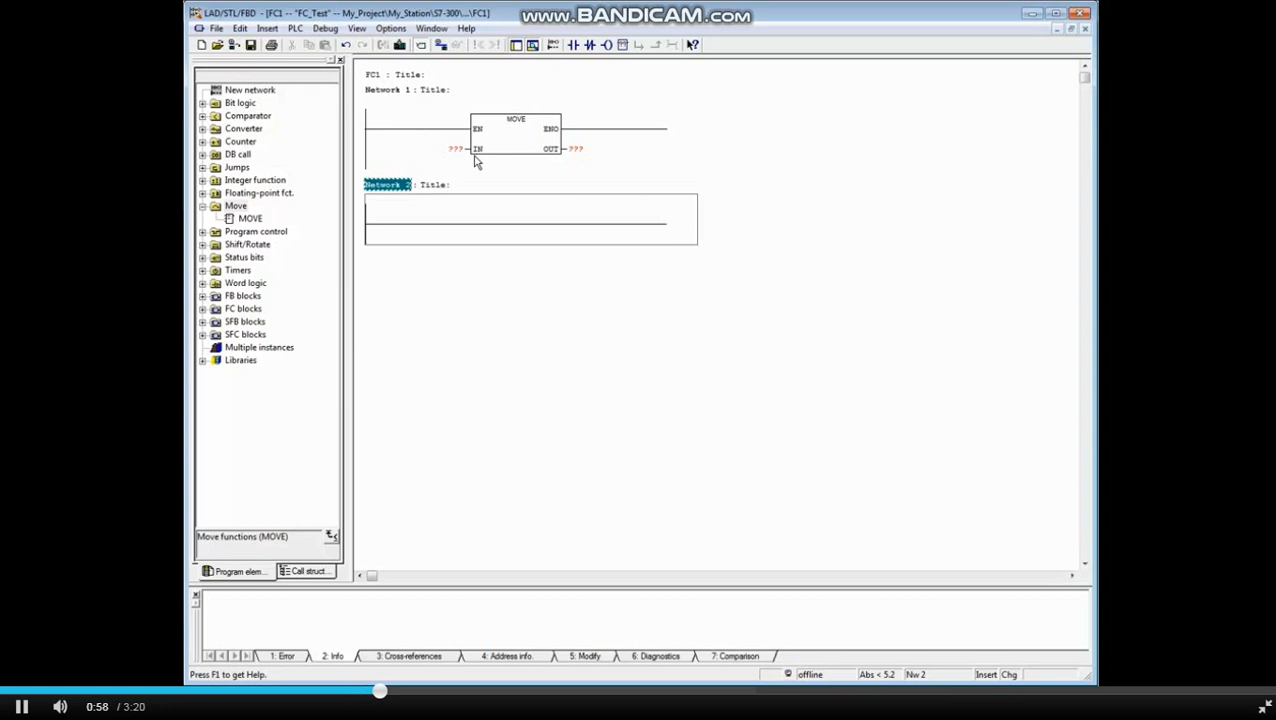 LAD/STL/FBD - [FC1 -- "FC_Test" -- My_Project\My_Station\S7-300\...\FC1]
www.BANDICAM.com
File Edit Insert PLC Debug View Options Window Help
New network
Bit logic
Comparator
Converter
Counter
DB call
Jumps
Integer function
Floating-point fct.
Move
MOVE
Program control
Shift/Rotate
Status bits
Timers
Word logic
FB blocks
FC blocks
SFB blocks
SFC blocks
Multiple instances
Libraries
Move functions (MOVE)
Program elem... Call struct...
FC1 : Title:
Network 1 : Title:
MOVE
EN ENO
??? IN OUT ???
Network 2 : Title:
1: Error 2: Info 3: Cross-references 4: Address info. 5: Modify 6: Diagnostics 7: Comparison
Press F1 to get Help. offline Abs < 5.2 Nw 2 Insert Chg
0:58 / 3:20